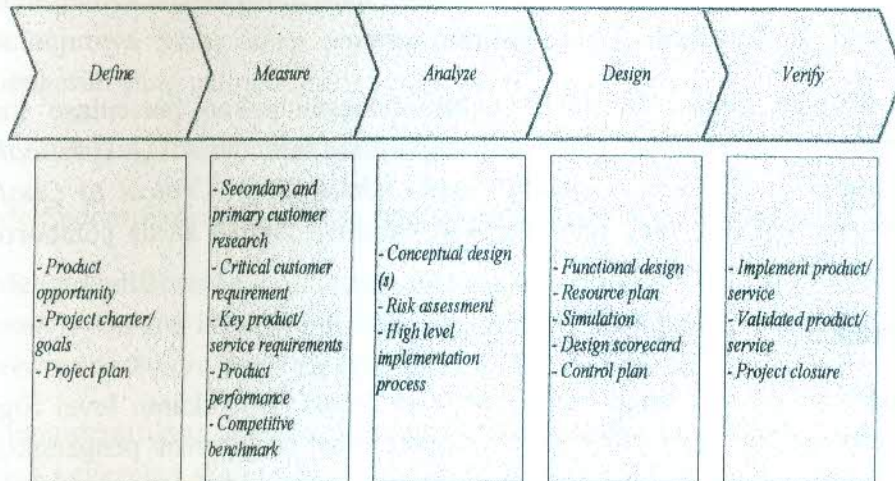 Define
Measure
Analyze
Design
Verify
- Product
opportunity
- Project charter/
goals
- Project plan
- Secondary and
primary customer
research
- Critical customer
requirement
- Key product/
service requirements
- Product
performance
- Competitive
benchmark
- Conceptual design
(s)
- Risk assessment
- High level
implementation
process
- Functional design
- Resource plan
- Simulation
- Design scorecard
- Control plan
- Implement product/
service
- Validated product/
service
- Project closure